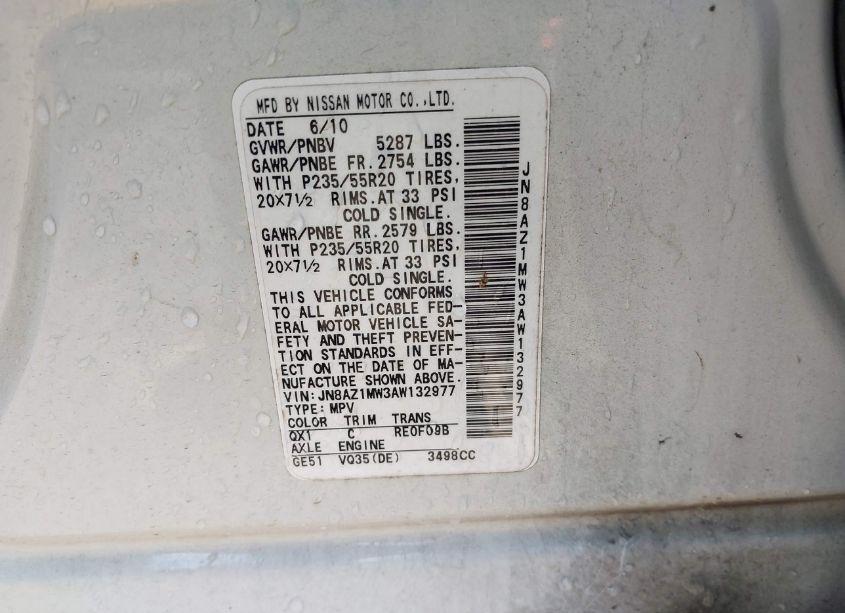 MFD BY NISSAN MOTOR CO.,LTD.
DATE 6/10
GVWR/PNBV 5287 LBS.
GAWR/PNBE FR. 2754 LBS.
WITH P235/55R20 TIRES,
20×7½ RIMS.AT 33 PSI
COLD SINGLE.
GAWR/PNBE RR. 2579 LBS.
WITH P235/55R20 TIRES,
20×7½ RIMS.AT 33 PSI
COLD SINGLE.
THIS VEHICLE CONFORMS
TO ALL APPLICABLE FED-
ERAL MOTOR VEHICLE SA-
FETY AND THEFT PREVEN-
TION STANDARDS IN EFF-
ECT ON THE DATE OF MA-
NUFACTURE SHOWN ABOVE.
VIN:JN8AZ1MW3AW132977
TYPE:MPV
COLOR TRIM TRANS
QX1 C RE0F09B
AXLE ENGINE
GE51 VQ35(DE) 3498CC
JN8AZ1MW3AW132977